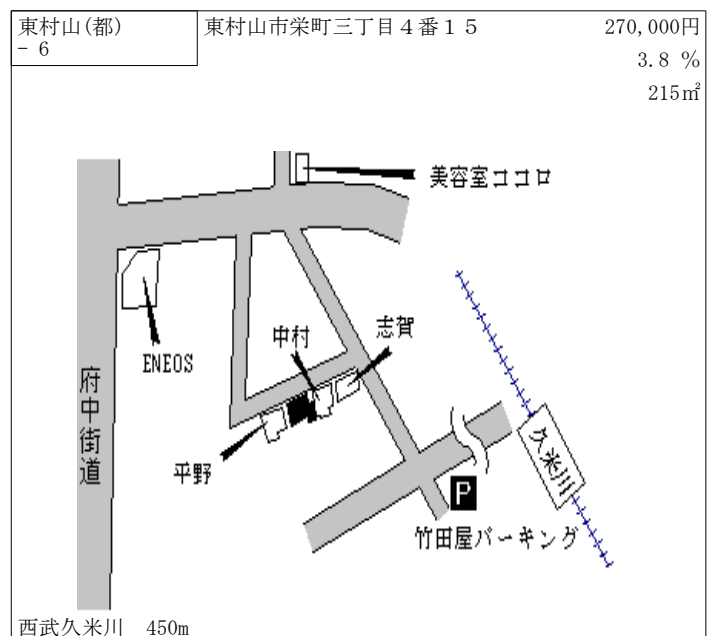 東村山(都)
- 6
東村山市栄町三丁目４番１５
270,000円
3.8 %
215㎡
美容室ココロ
ENEOS
中村
志賀
府中街道
平野
久米川
P
竹田屋パーキング
西武久米川 450m